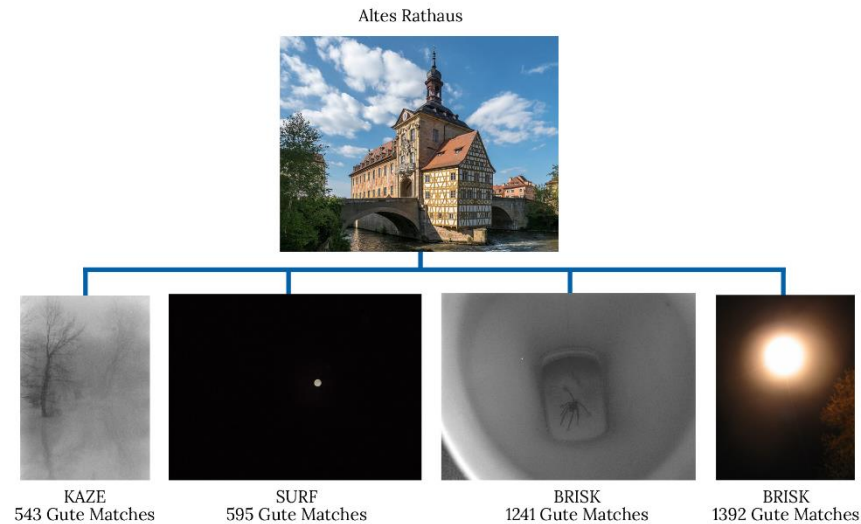 Altes Rathaus
KAZE
543 Gute Matches
SURF
595 Gute Matches
BRISK
1241 Gute Matches
BRISK
1392 Gute Matches